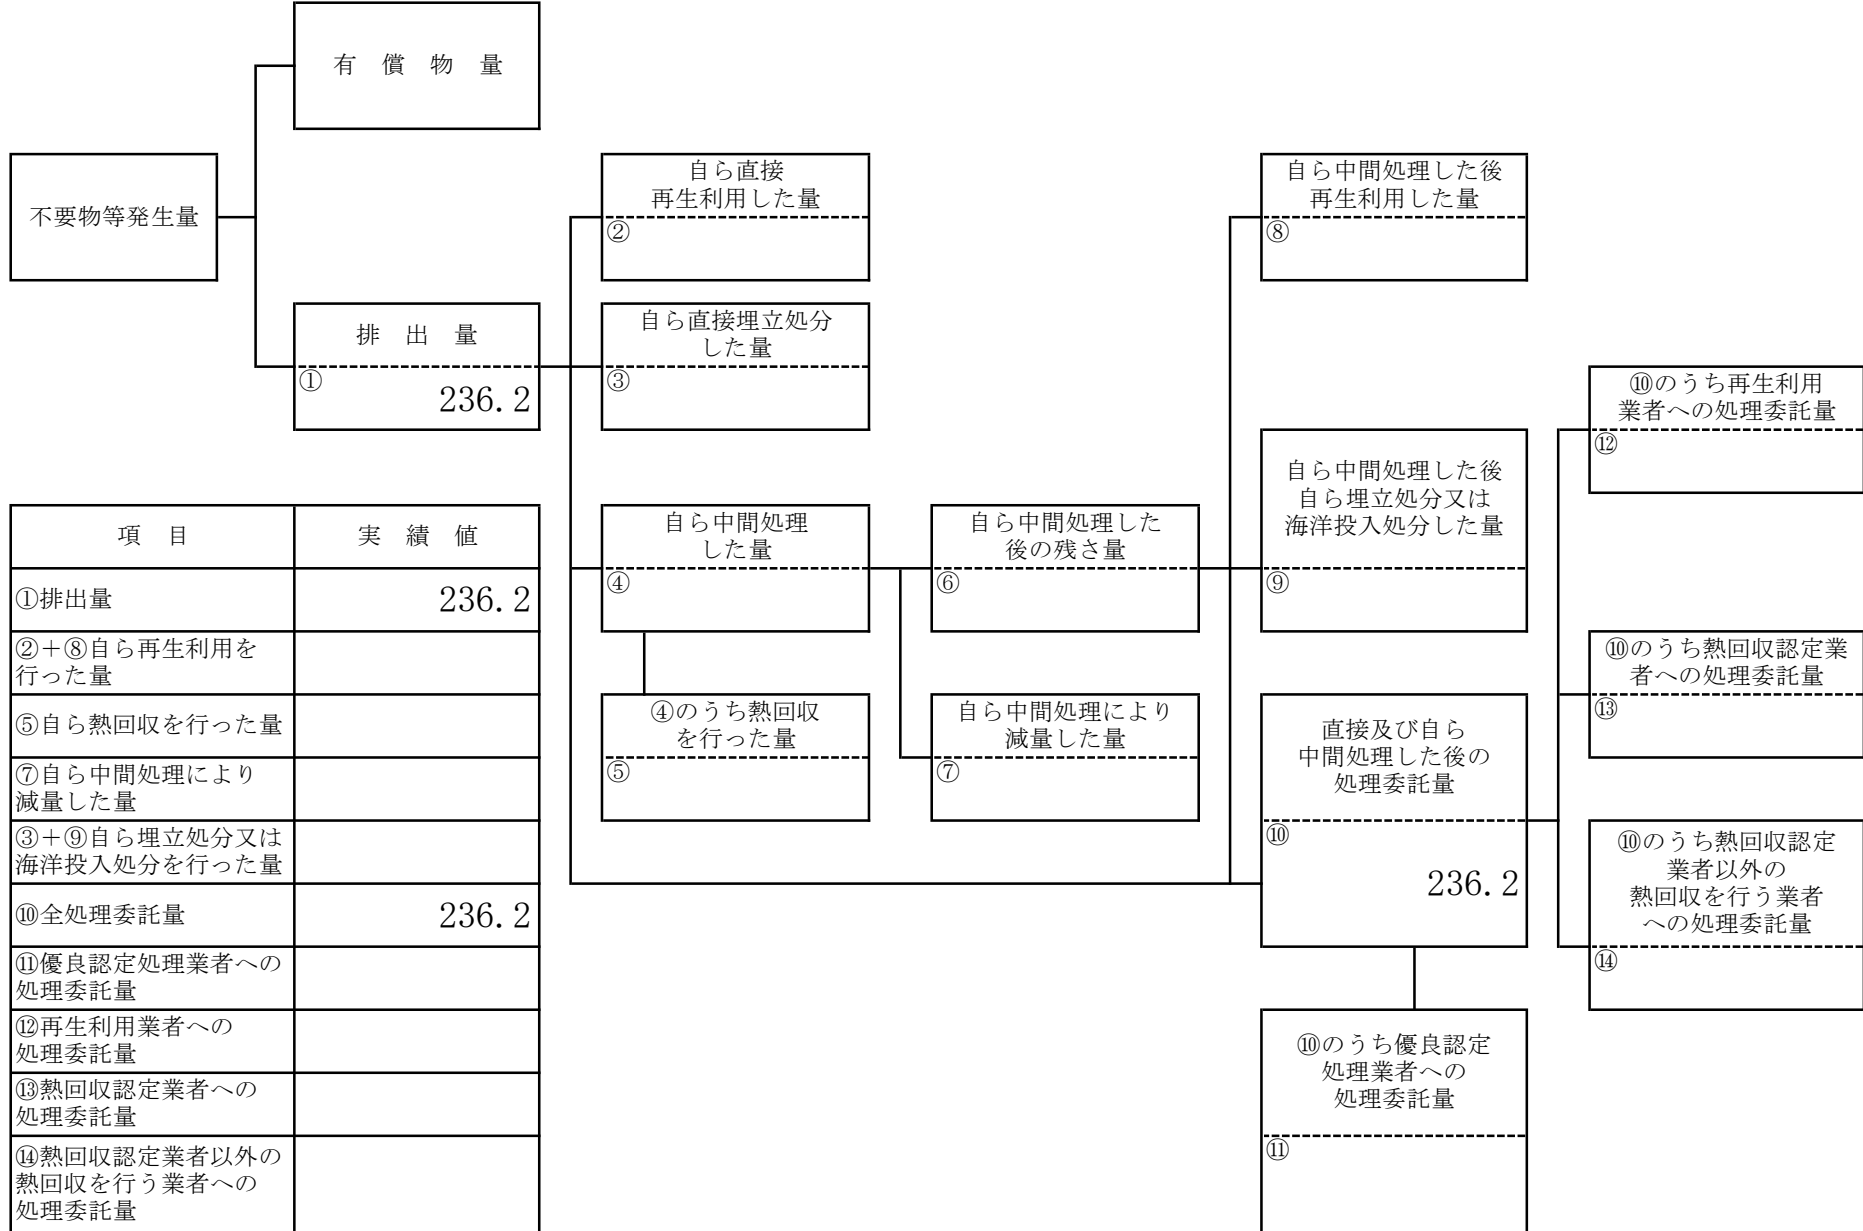 有　償　物　量
不要物等発生量
排　出　量
①
236.2
自ら直接
再生利用した量
②
自ら直接埋立処分
した量
③
自ら中間処理
した量
④
④のうち熱回収
を行った量
⑤
自ら中間処理した
後の残さ量
⑥
自ら中間処理により
減量した量
⑦
自ら中間処理した後
再生利用した量
⑧
自ら中間処理した後
自ら埋立処分又は
海洋投入処分した量
⑨
直接及び自ら
中間処理した後の
処理委託量
⑩
236.2
⑩のうち優良認定
処理業者への
処理委託量
⑪
⑩のうち再生利用
業者への処理委託量
⑫
⑩のうち熱回収認定業
者への処理委託量
⑬
⑩のうち熱回収認定
業者以外の
熱回収を行う業者
への処理委託量
⑭
項　目　実　績　値
①排出量　236.2
②＋⑧自ら再生利用を
行った量
⑤自ら熱回収を行った量
⑦自ら中間処理により
減量した量
③＋⑨自ら埋立処分又は
海洋投入処分を行った量
⑩全処理委託量　236.2
⑪優良認定処理業者への
処理委託量
⑫再生利用業者への
処理委託量
⑬熱回収認定業者への
処理委託量
⑭熱回収認定業者以外の
熱回収を行う業者への
処理委託量